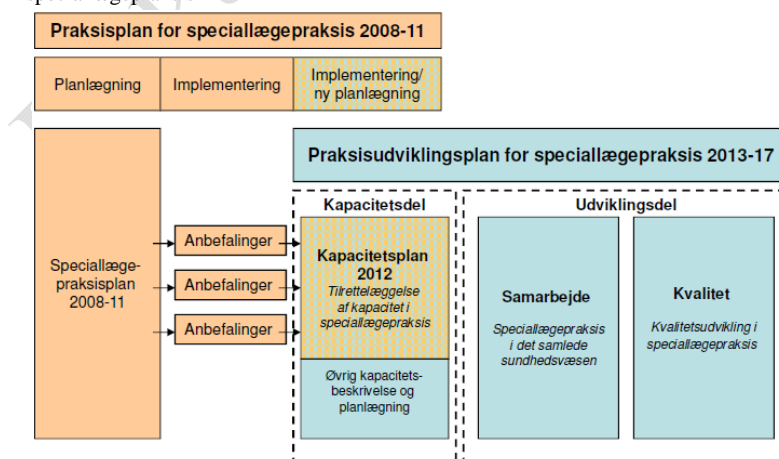 Praksisplan for speciallægepraksis 2008-11
Planlægning
Implementering
Implementering/
ny planlægning
Praksisudviklingsplan for speciallægepraksis 2013-17
Kapacitetsdel
Udviklingsdel
Speciallæge-
praksisplan
2008-11
Anbefalinger
Anbefalinger
Anbefalinger
Kapacitetsplan
2012
Tilrettelæggelse
af kapacitet i
speciallægepraksis
Øvrig kapacitets-
beskrivelse og
planlægning
Samarbejde
Speciallægepraksis
i det samlede
sundhedsvæsen
Kvalitet
Kvalitetsudvikling i
speciallægepraksis